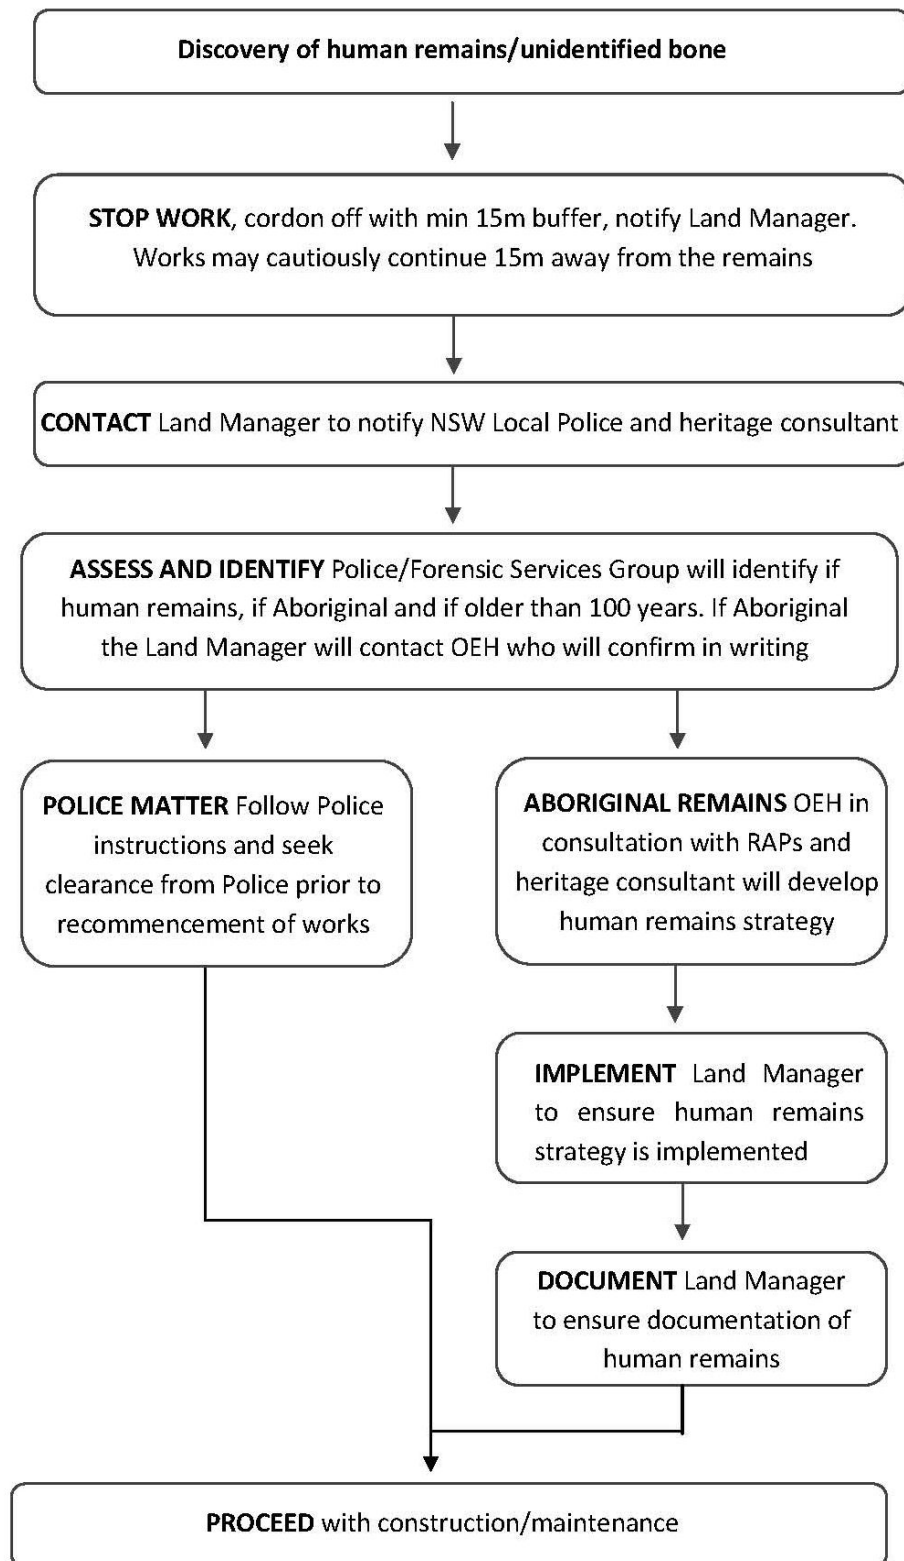 Discovery of human remains/unidentified bone
STOP WORK, cordon off with min 15m buffer, notify Land Manager.
Works may cautiously continue 15m away from the remains
CONTACT Land Manager to notify NSW Local Police and heritage consultant
ASSESS AND IDENTIFY Police/Forensic Services Group will identify if
human remains, if Aboriginal and if older than 100 years. If Aboriginal
the Land Manager will contact OEH who will confirm in writing
POLICE MATTER Follow Police
instructions and seek
clearance from Police prior to
recommencement of works
ABORIGINAL REMAINS OEH in
consultation with RAPs and
heritage consultant will develop
human remains strategy
IMPLEMENT Land Manager
to ensure human remains
strategy is implemented
DOCUMENT Land Manager
to ensure documentation of
human remains
PROCEED with construction/maintenance